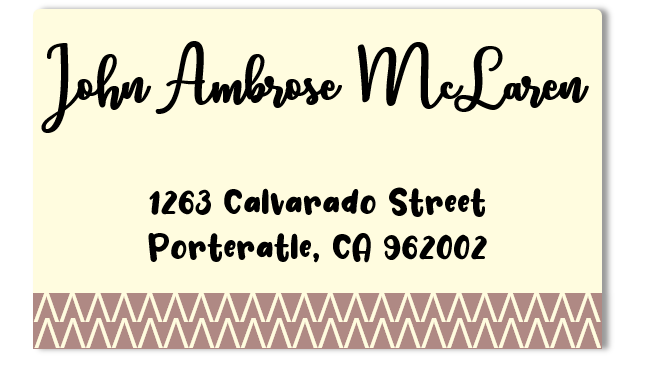 John Ambrose McLaren
1263 Calvarado Street
Porteratle, CA 962002